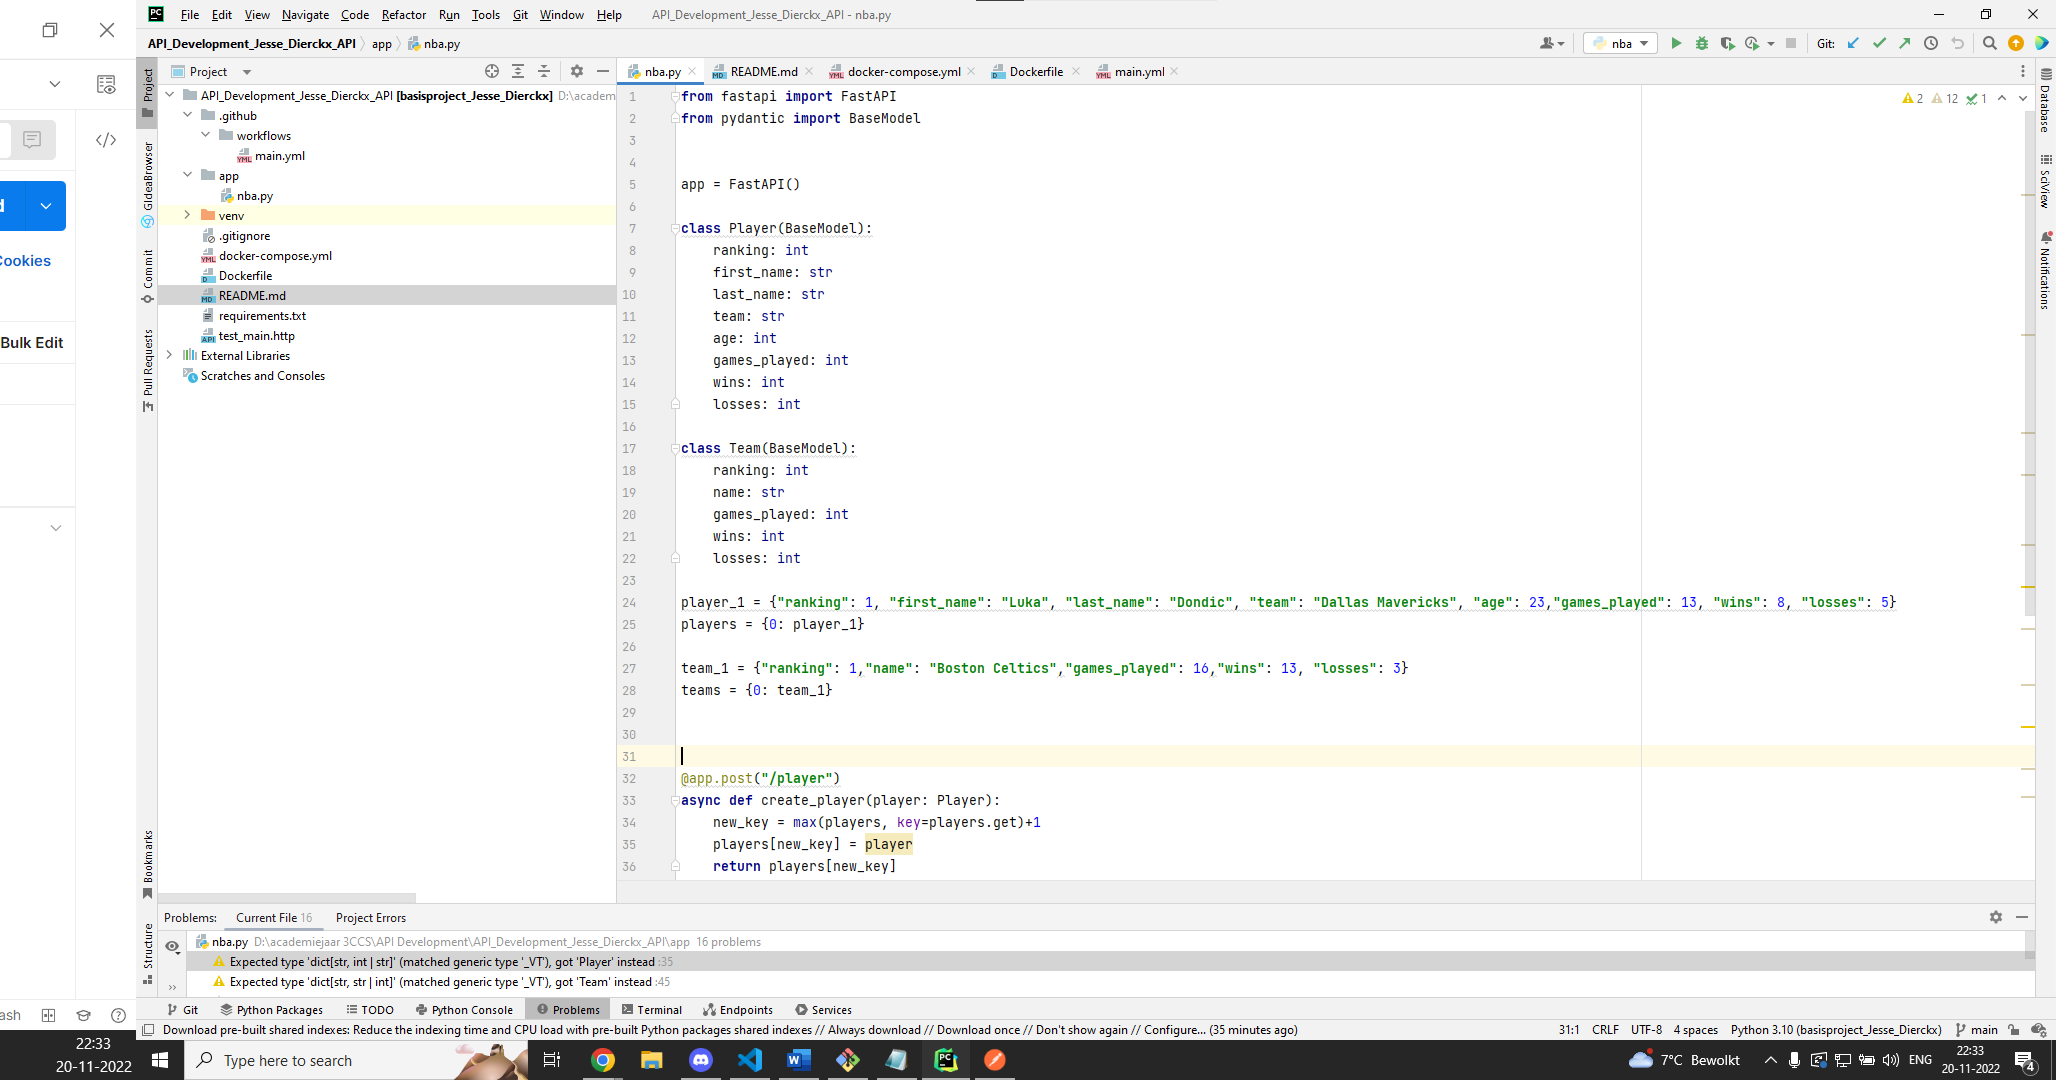 File Edit View Navigate Code Refactor Run Tools Git Window Help API_Development_Jesse_Dierckx_API - nba.py
API_Development_Jesse_Dierckx_API app nba.py
nba Git:
Project
nba.py README.md docker-compose.yml Dockerfile main.yml
API_Development_Jesse_Dierckx_API [basisproject_Jesse_Dierckx] D:\academ
.github
workflows
main.yml
app
nba.py
venv
.gitignore
docker-compose.yml
Dockerfile
README.md
requirements.txt
test_main.http
External Libraries
Scratches and Consoles
Project
GIdeaBrowser
Commit
Pull Requests
Bookmarks
Structure
Cookies
Bulk Edit
2 12 1
1 from fastapi import FastAPI
2 from pydantic import BaseModel
3
4
5 app = FastAPI()
6
7 class Player(BaseModel):
8 ranking: int
9 first_name: str
10 last_name: str
11 team: str
12 age: int
13 games_played: int
14 wins: int
15 losses: int
16
17 class Team(BaseModel):
18 ranking: int
19 name: str
20 games_played: int
21 wins: int
22 losses: int
23
24 player_1 = {"ranking": 1, "first_name": "Luka", "last_name": "Dondic", "team": "Dallas Mavericks", "age": 23,"games_played": 13, "wins": 8, "losses": 5}
25 players = {0: player_1}
26
27 team_1 = {"ranking": 1,"name": "Boston Celtics","games_played": 16,"wins": 13, "losses": 3}
28 teams = {0: team_1}
29
30
31
32 @app.post("/player")
33 async def create_player(player: Player):
34 new_key = max(players, key=players.get)+1
35 players[new_key] = player
36 return players[new_key]
Database
SciView
Notifications
Problems: Current File 16 Project Errors
nba.py D:\academiejaar 3CCS\API Development\API_Development_Jesse_Dierckx_API\app 16 problems
Expected type 'dict[str, int | str]' (matched generic type '_VT'), got 'Player' instead :35
Expected type 'dict[str, str | int]' (matched generic type '_VT'), got 'Team' instead :45
Git Python Packages TODO Python Console Problems Terminal Endpoints Services
Download pre-built shared indexes: Reduce the indexing time and CPU load with pre-built Python packages shared indexes // Always download // Download once // Don't show again // Configure... (35 minutes ago)
31:1 CRLF UTF-8 4 spaces Python 3.10 (basisproject_Jesse_Dierckx) main
ash
22:33
20-11-2022
Type here to search
7°C Bewolkt
ENG
22:33
20-11-2022
4